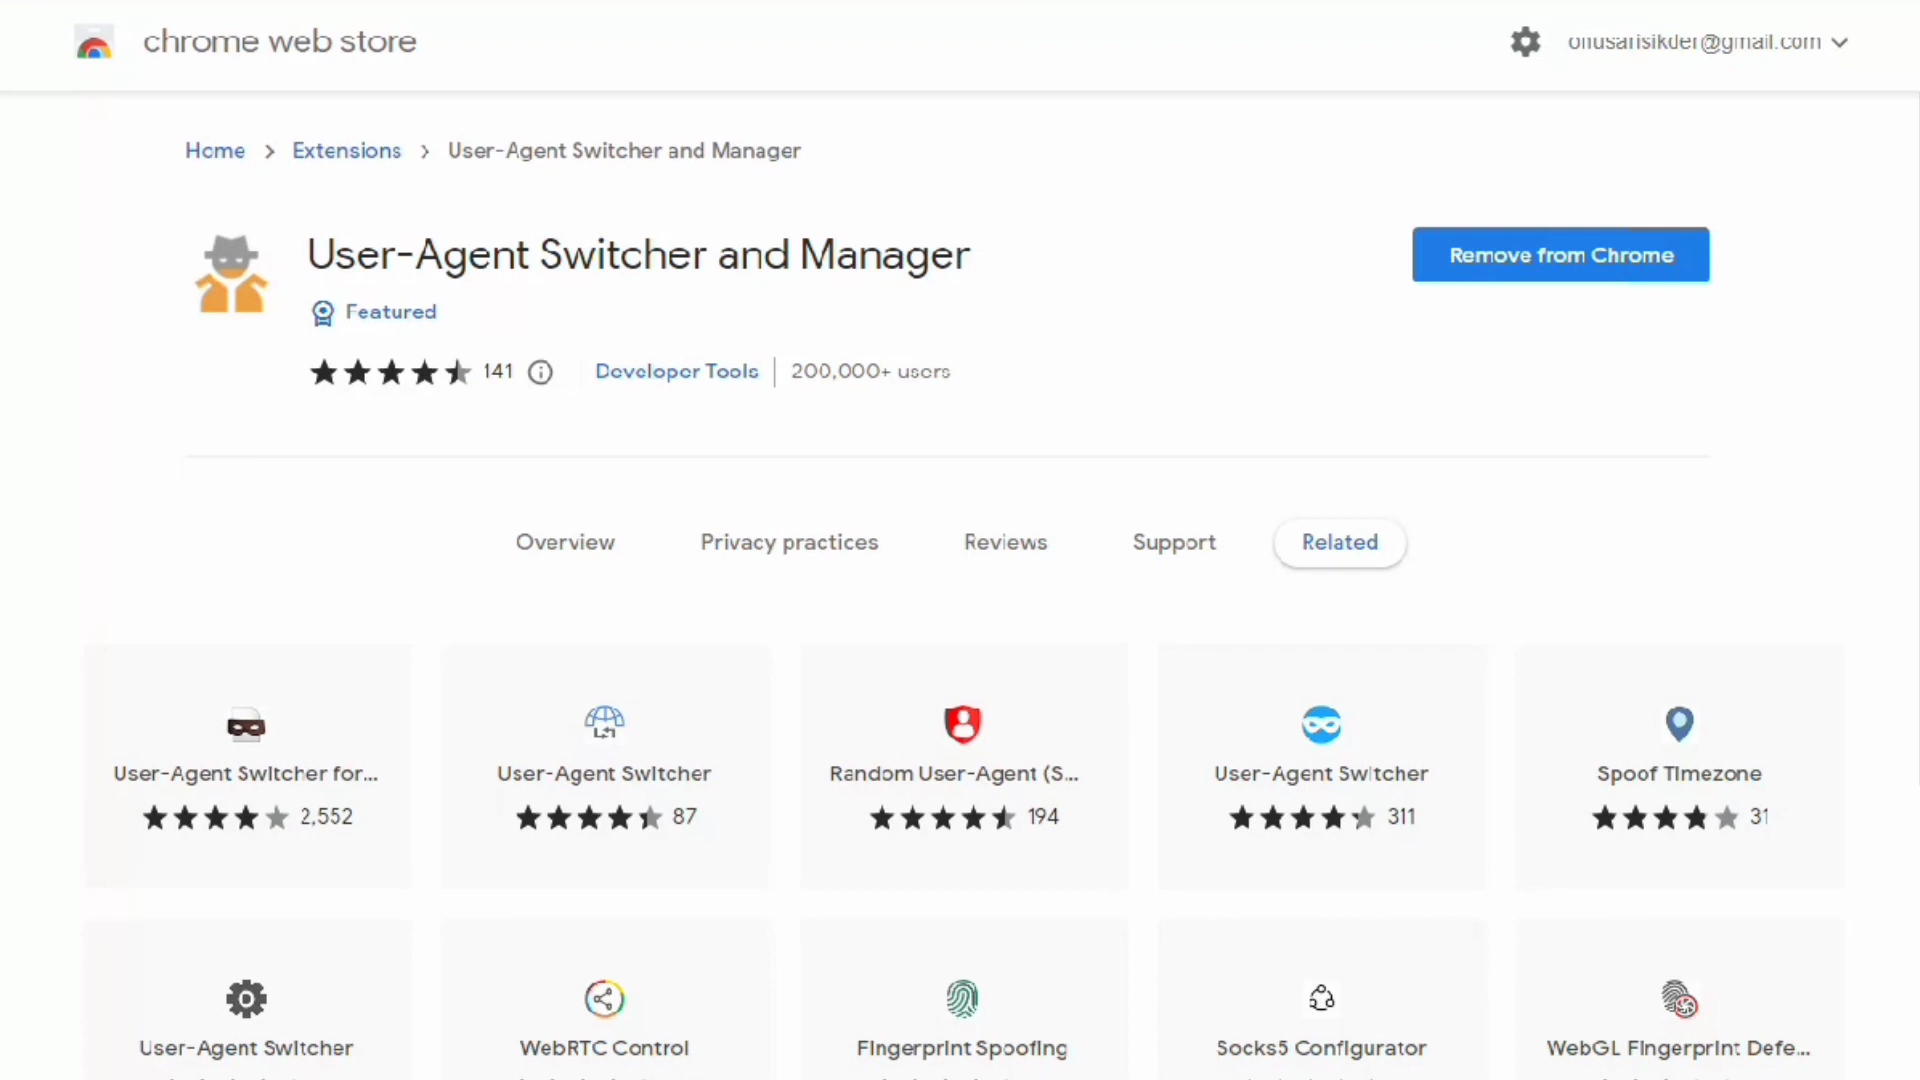 chrome web store
onusarisikder@gmail.com
Home > Extensions > User-Agent Switcher and Manager
User-Agent Switcher and Manager
Remove from Chrome
Featured
141
Developer Tools
200,000+ users
Overview
Privacy practices
Reviews
Support
Related
User-Agent Switcher for...
User-Agent Switcher
Random User-Agent (S...
User-Agent Switcher
Spoof Timezone
2,552
87
194
311
31
User-Agent Switcher
WebRTC Control
Fingerprint Spoofing
Socks5 Configurator
WebGL Fingerprint Defe...